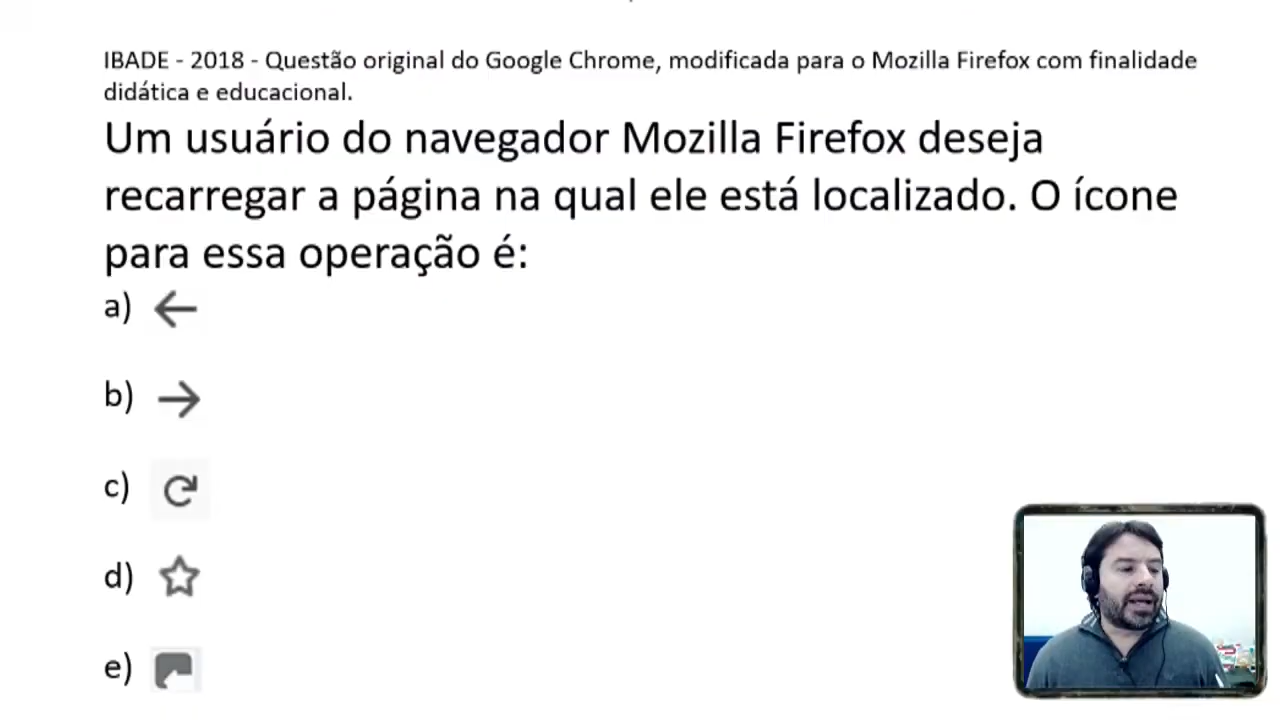 IBADE - 2018 - Questão original do Google Chrome, modificada para o Mozilla Firefox com finalidade
didática e educacional.
Um usuário do navegador Mozilla Firefox deseja
recarregar a página na qual ele está localizado. O ícone
para essa operação é:
a)
b)
c)
d)
e)